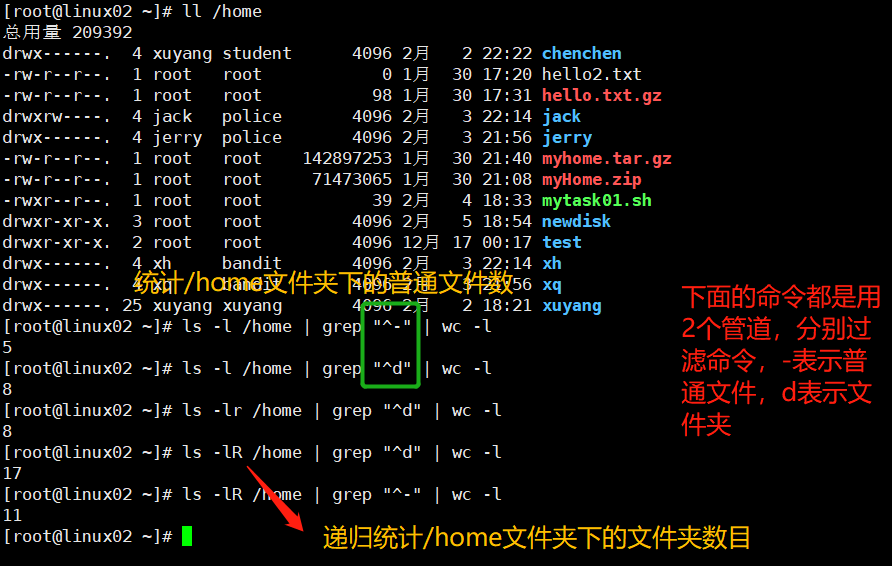 [root@linux02 ~]# ll /home
总用量 209392
drwx------. 4 xuyang student 4096 2月 2 22:22 chenchen
-rw-r--r--. 1 root root 0 1月 30 17:20 hello2.txt
-rw-r--r--. 1 root root 98 1月 30 17:31 hello.txt.gz
drwxrw----. 4 jack police 4096 2月 3 22:14 jack
drwx------. 4 jerry police 4096 2月 3 21:56 jerry
-rw-r--r--. 1 root root 142897253 1月 30 21:40 myhome.tar.gz
-rw-r--r--. 1 root root 71473065 1月 30 21:08 myHome.zip
-rwxr--r--. 1 root root 39 2月 4 18:33 mytask01.sh
drwxr-xr-x. 3 root root 4096 2月 5 18:54 newdisk
drwxr-xr-x. 2 root root 4096 12月 17 00:17 test
drwx------. 4 xh bandit 4096 2月 3 22:14 xh
统计/home文件夹下的普通文件数
drwx------. 4 xq bandit 4096 2月 3 21:56 xq
drwx------. 25 xuyang xuyang 4096 2月 2 18:21 xuyang
[root@linux02 ~]# ls -l /home | grep "^-" | wc -l
5
[root@linux02 ~]# ls -l /home | grep "^d" | wc -l
8
[root@linux02 ~]# ls -lr /home | grep "^d" | wc -l
8
[root@linux02 ~]# ls -lR /home | grep "^d" | wc -l
17
[root@linux02 ~]# ls -lR /home | grep "^-" | wc -l
11
[root@linux02 ~]#
递归统计/home文件夹下的文件夹数目
下面的命令都是用
2个管道，分别过
滤命令，-表示普
通文件，d表示文
件夹